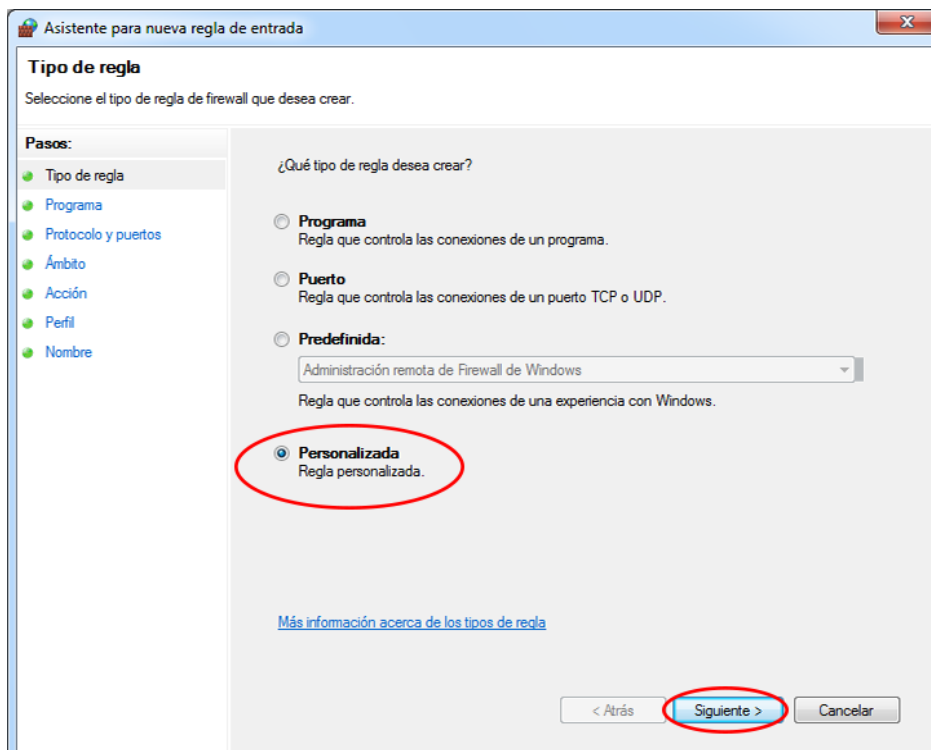 Asistente para nueva regla de entrada
Tipo de regla
Seleccione el tipo de regla de firewall que desea crear.
Pasos:
Tipo de regla
Programa
Protocolo y puertos
Ámbito
Acción
Perfil
Nombre
¿Qué tipo de regla desea crear?
Programa
Regla que controla las conexiones de un programa.
Puerto
Regla que controla las conexiones de un puerto TCP o UDP.
Predefinida:
Administración remota de Firewall de Windows
Regla que controla las conexiones de una experiencia con Windows.
Personalizada
Regla personalizada.
Más información acerca de los tipos de regla
< Atrás
Siguiente >
Cancelar